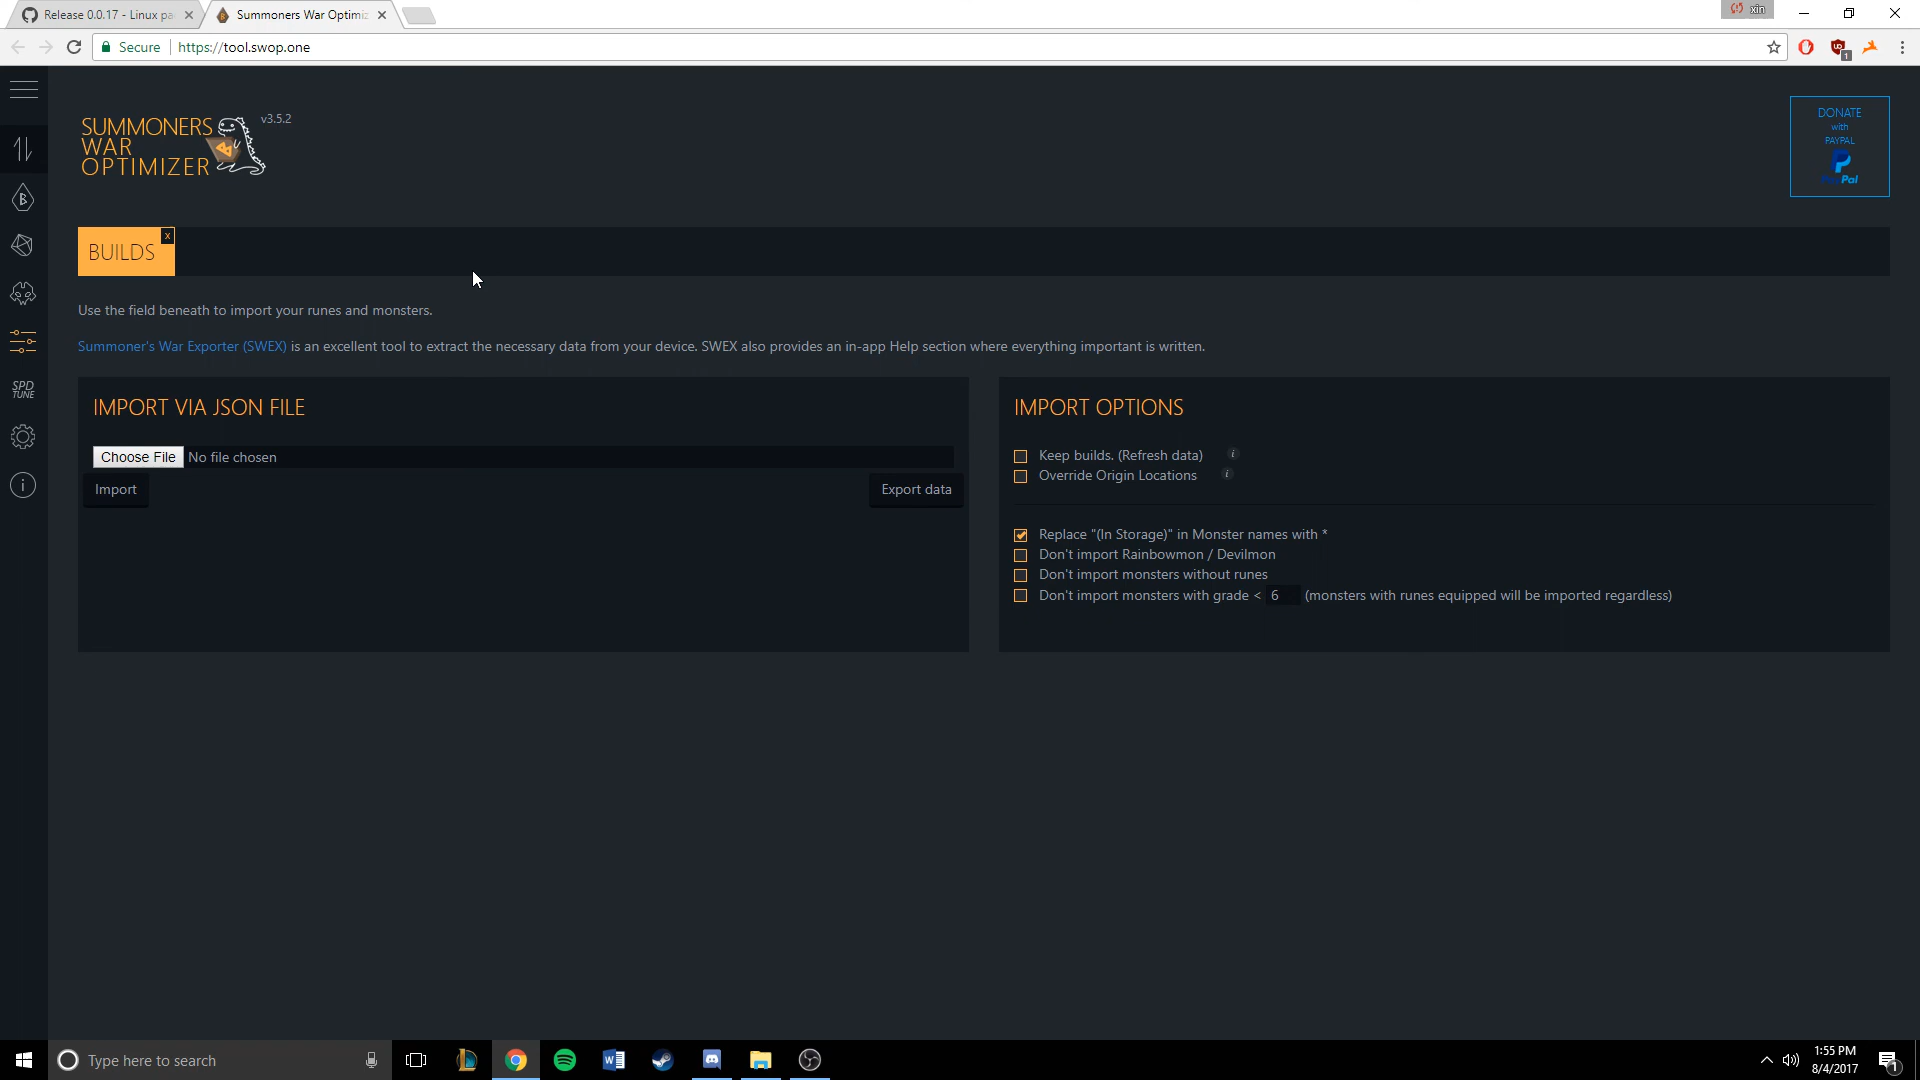 Release 0.0.17 - Linux pa
Summoners War Optimiz
xin
Secure
https://tool.swop.one
1
SUMMONERS
WAR
OPTIMIZER
v3.5.2
DONATE
with
PAYPAL
PayPal
BUILDS
x
Use the field beneath to import your runes and monsters.
Summoner's War Exporter (SWEX) is an excellent tool to extract the necessary data from your device. SWEX also provides an in-app Help section where everything important is written.
SPD
TUNE
IMPORT VIA JSON FILE
Choose File No file chosen
Import
Export data
IMPORT OPTIONS
Keep builds. (Refresh data) i
Override Origin Locations i
Replace "(In Storage)" in Monster names with *
Don't import Rainbowmon / Devilmon
Don't import monsters without runes
Don't import monsters with grade < 6 (monsters with runes equipped will be imported regardless)
Type here to search
1:55 PM
8/4/2017
1